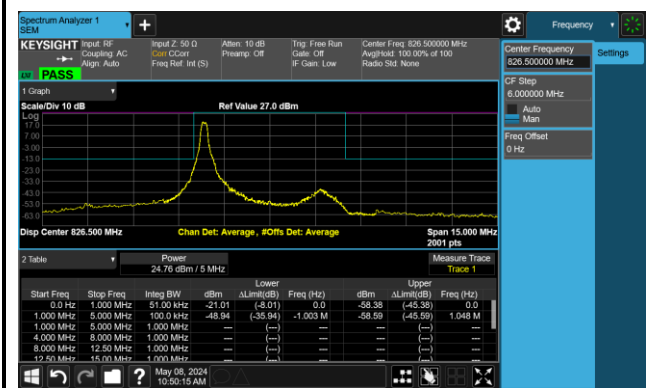 Spectrum Analyzer 1
SEM
Frequency
KEYSIGHT
Input: RF
Coupling: AC
Align: Auto
Input Z: 50 Ω
Corr CCorr
Freq Ref: Int (S)
Atten: 10 dB
Preamp: Off
Trig: Free Run
Gate: Off
IF Gain: Low
Center Freq: 826.500000 MHz
Avg|Hold: 100.00% of 100
Radio Std: None
PASS
Center Frequency
826.500000 MHz
Settings
CF Step
6.000000 MHz
Auto
Man
Freq Offset
0 Hz
1 Graph
Scale/Div 10 dB
Ref Value 27.0 dBm
Log
17.0
7.00
-3.00
-13.0
-23.0
-33.0
-43.0
-53.0
-63.0
Disp Center 826.500 MHz
Chan Det: Average, #Offs Det: Average
Span 15.000 MHz
2001 pts
2 Table
Power
24.76 dBm / 5 MHz
Measure Trace
Trace 1
Lower Upper
Start Freq Stop Freq Integ BW dBm ΔLimit(dB) Freq (Hz) dBm ΔLimit(dB) Freq (Hz)
0.0 Hz 1.000 MHz 51.00 kHz -21.01 (-8.01) 0.0 -58.38 (-45.38) 0.0
1.000 MHz 5.000 MHz 100.0 kHz -48.94 (-35.94) -1.003 M -58.59 (-45.59) 1.048 M
1.000 MHz 5.000 MHz 1.000 MHz --- (---) --- --- (---) ---
4.000 MHz 8.000 MHz 1.000 MHz --- (---) --- --- (---) ---
8.000 MHz 12.50 MHz 1.000 MHz --- (---) --- --- (---) ---
12.50 MHz 15.00 MHz 1.000 MHz --- (---) --- --- (---) ---
?
May 08, 2024
10:50:15 AM